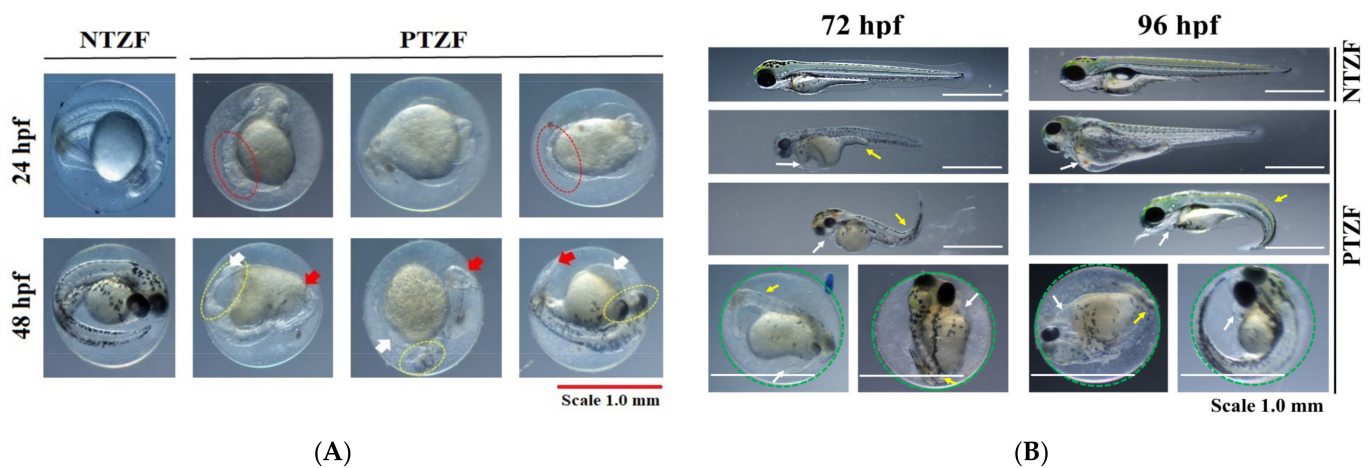 NTZF
PTZF
24 hpf
48 hpf
Scale 1.0 mm
(A)
72 hpf
96 hpf
NTZF
PTZF
Scale 1.0 mm
(B)